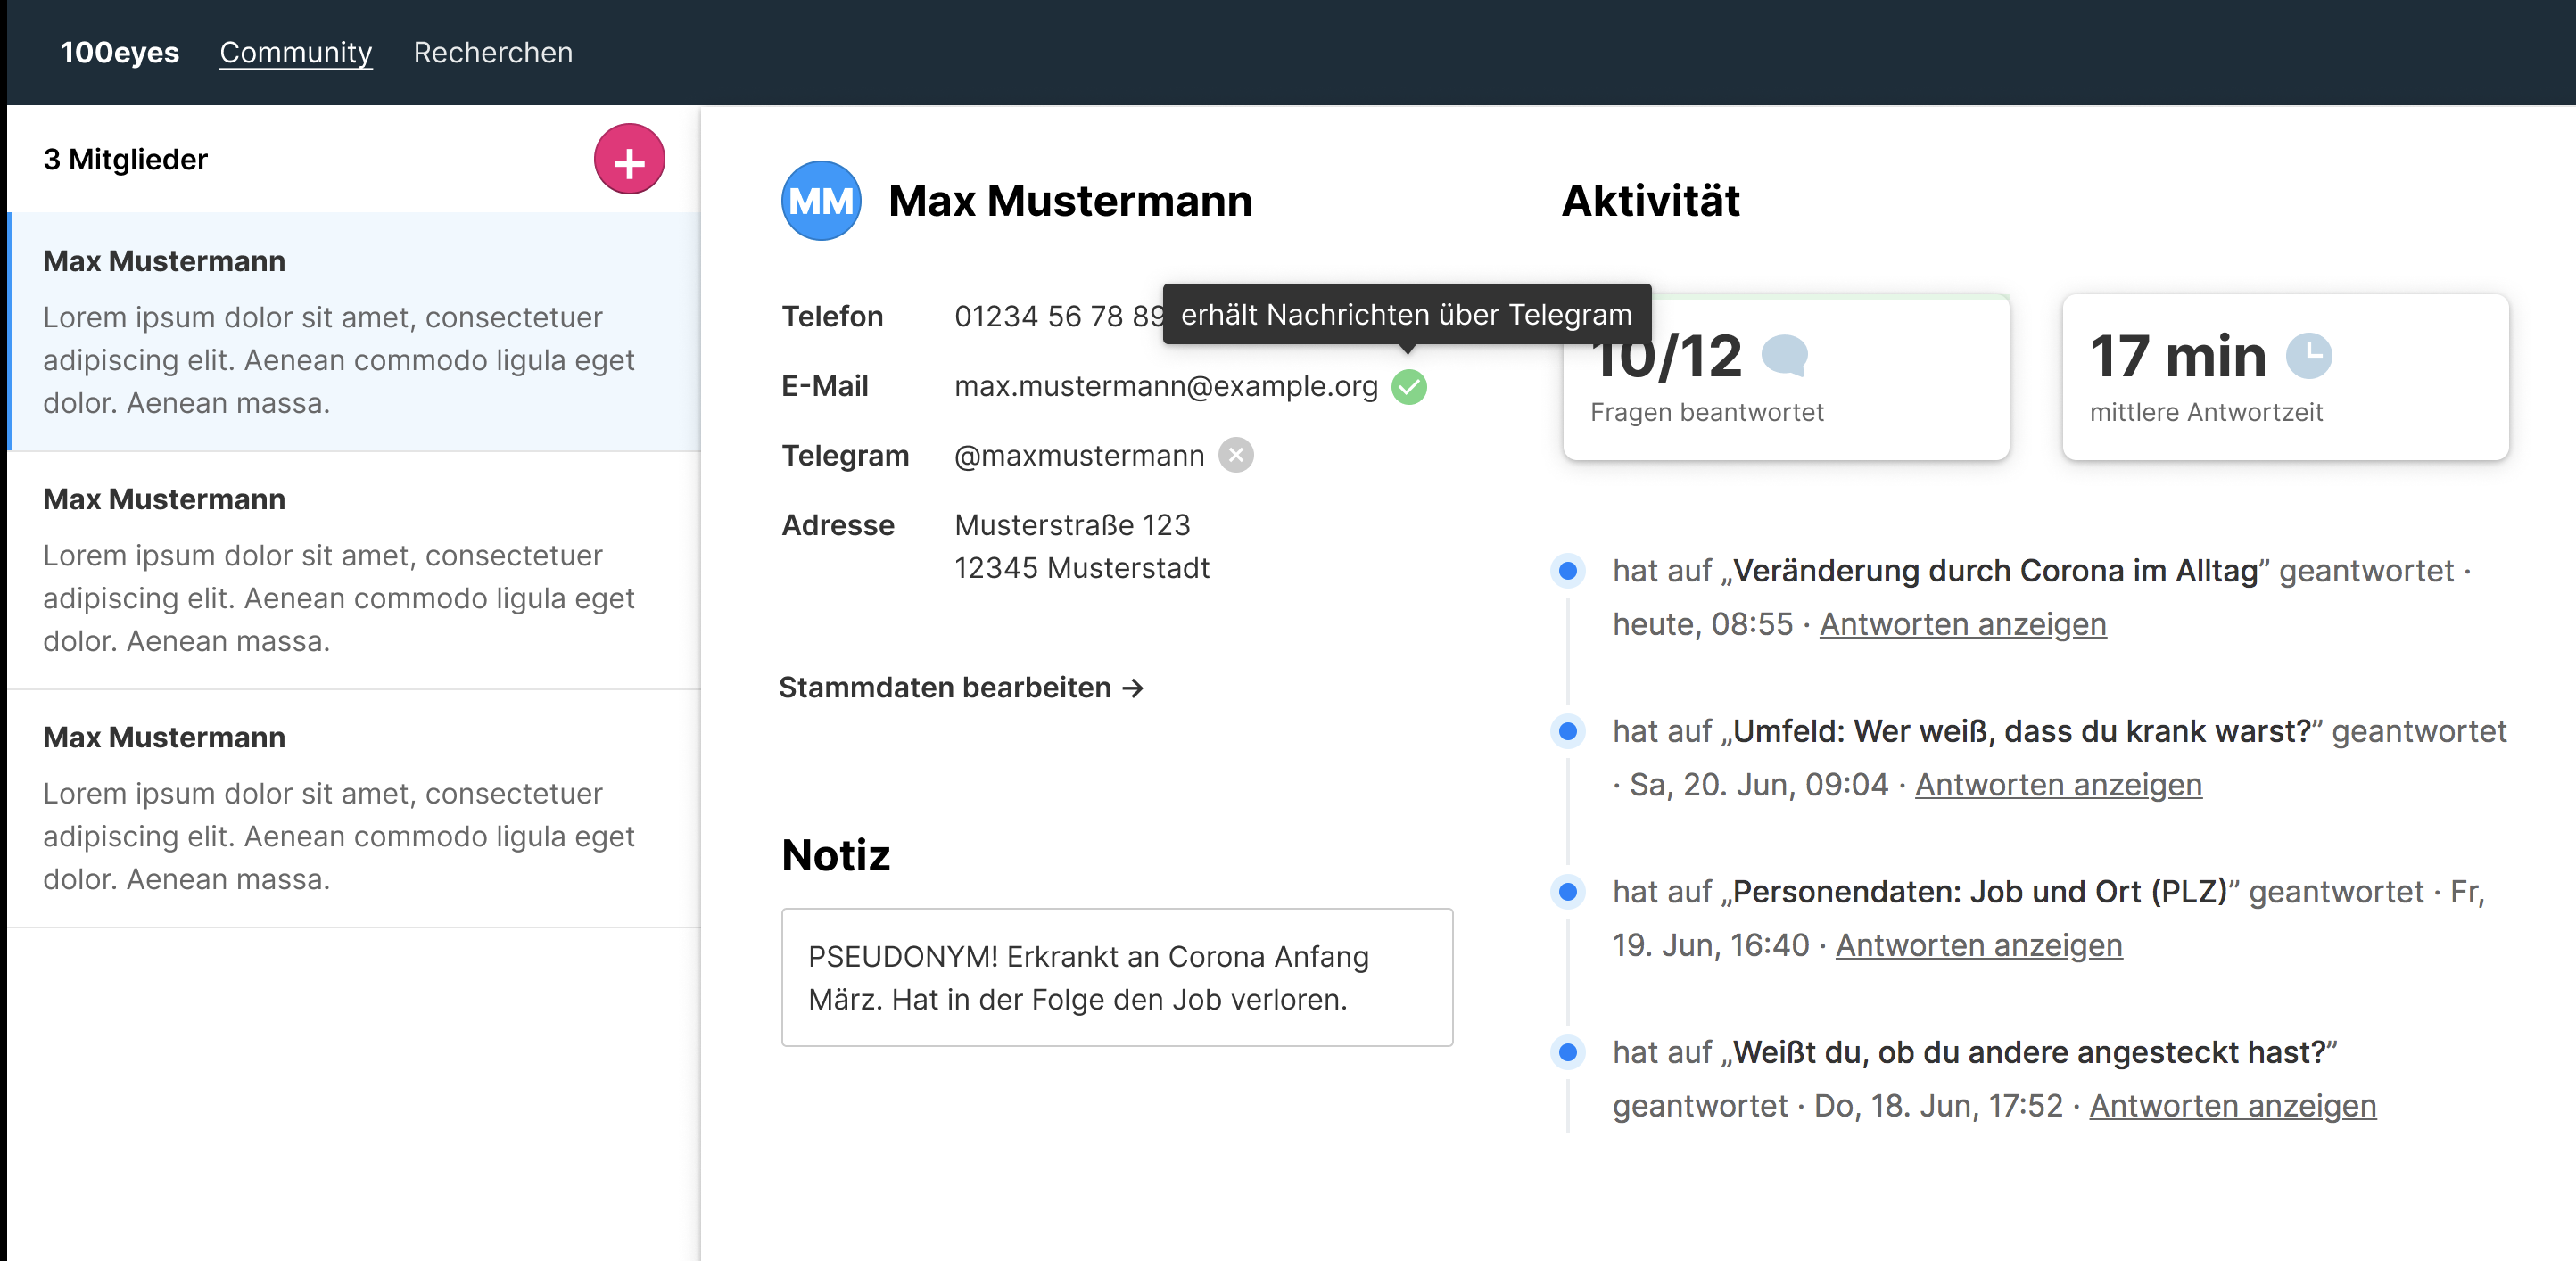 100eyes Community Recherchen
3 Mitglieder
Max Mustermann
Lorem ipsum dolor sit amet, consectetuer
adipiscing elit. Aenean commodo ligula eget
dolor. Aenean massa.
Max Mustermann
Lorem ipsum dolor sit amet, consectetuer
adipiscing elit. Aenean commodo ligula eget
dolor. Aenean massa.
Max Mustermann
Lorem ipsum dolor sit amet, consectetuer
adipiscing elit. Aenean commodo ligula eget
dolor. Aenean massa.
MM Max Mustermann
Telefon 01234 56 78 89
erhält Nachrichten über Telegram
E-Mail max.mustermann@example.org
Telegram @maxmustermann
Adresse Musterstraße 123
12345 Musterstadt
Stammdaten bearbeiten →
Notiz
PSEUDONYM! Erkrankt an Corona Anfang
März. Hat in der Folge den Job verloren.
Aktivität
10/12
Fragen beantwortet
17 min
mittlere Antwortzeit
hat auf „Veränderung durch Corona im Alltag” geantwortet ·
heute, 08:55 · Antworten anzeigen
hat auf „Umfeld: Wer weiß, dass du krank warst?” geantwortet
· Sa, 20. Jun, 09:04 · Antworten anzeigen
hat auf „Personendaten: Job und Ort (PLZ)” geantwortet · Fr,
19. Jun, 16:40 · Antworten anzeigen
hat auf „Weißt du, ob du andere angesteckt hast?”
geantwortet · Do, 18. Jun, 17:52 · Antworten anzeigen